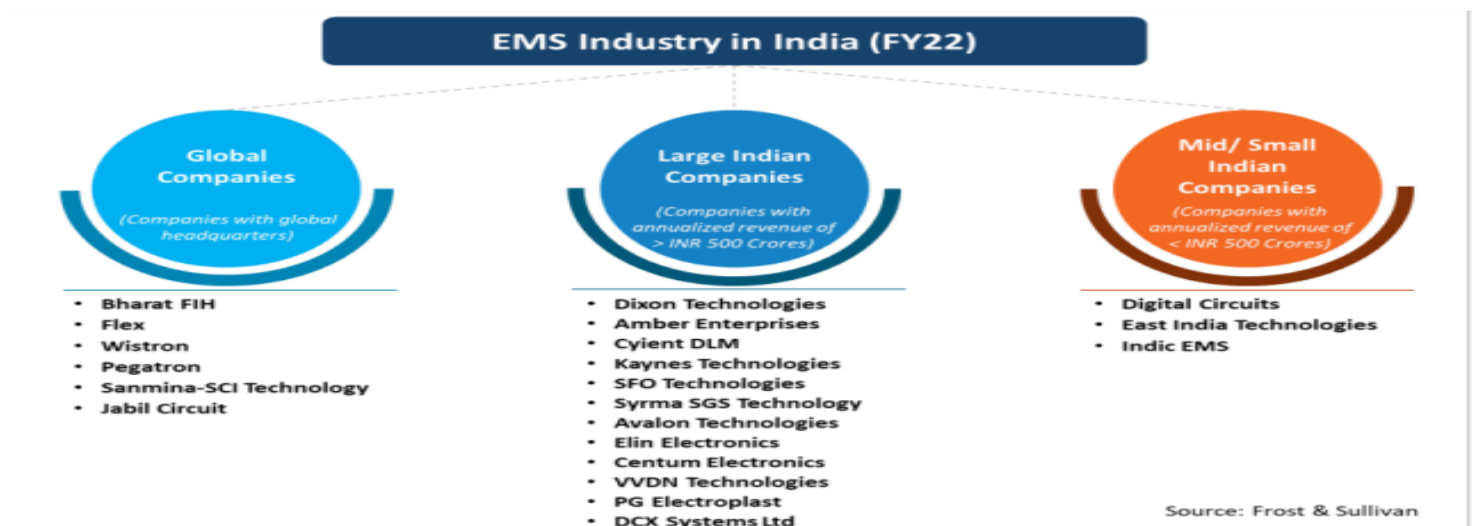 EMS Industry in India (FY22)
Global
Companies
(Companies with global
headquarters)
• Bharat FIH
• Flex
• Wistron
• Pegatron
• Sanmina-SCI Technology
• Jabil Circuit
Large Indian
Companies
(Companies with
annualized revenue of
> INR 500 Crores)
• Dixon Technologies
• Amber Enterprises
• Cyient DLM
• Kaynes Technologies
• SFO Technologies
• Syrma SGS Technology
• Avalon Technologies
• Elin Electronics
• Centum Electronics
• VVDN Technologies
• PG Electroplast
• DCX Systems Ltd
Mid/ Small
Indian
Companies
(Companies with
annualized revenue of
< INR 500 Crores)
• Digital Circuits
• East India Technologies
• Indic EMS
Source: Frost & Sullivan